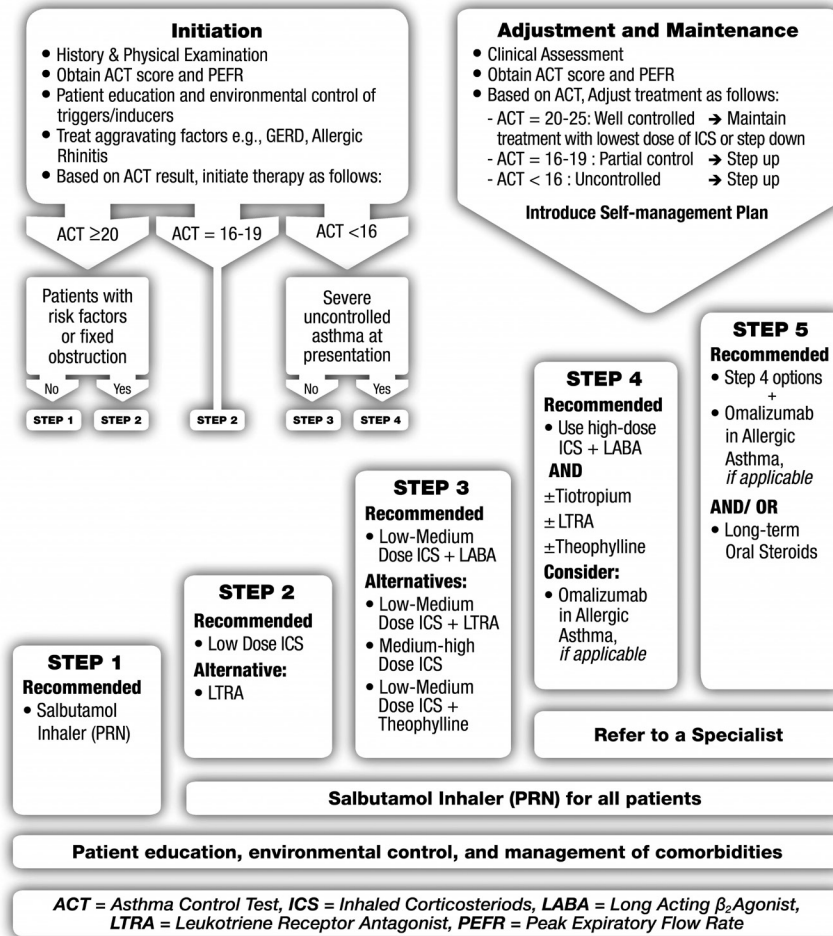 Initiation
● History & Physical Examination
● Obtain ACT score and PEFR
● Patient education and environmental control of
triggers/inducers
● Treat aggravating factors e.g., GERD, Allergic
Rhinitis
● Based on ACT result, initiate therapy as follows:
ACT ≥20
ACT = 16-19
ACT <16
Patients with
risk factors
or fixed
obstruction
Severe
uncontrolled
asthma at
presentation
No
Yes
No
Yes
STEP 1
STEP 2
STEP 2
STEP 3
STEP 4
Adjustment and Maintenance
● Clinical Assessment
● Obtain ACT score and PEFR
● Based on ACT, Adjust treatment as follows:
- ACT = 20-25: Well controlled ➔ Maintain
treatment with lowest dose of ICS or step down
- ACT = 16-19 : Partial control ➔ Step up
- ACT < 16 : Uncontrolled ➔ Step up
Introduce Self-management Plan
STEP 1
Recommended
● Salbutamol
Inhaler (PRN)
STEP 2
Recommended
● Low Dose ICS
Alternative:
● LTRA
STEP 3
Recommended
● Low-Medium
Dose ICS + LABA
Alternatives:
● Low-Medium
Dose ICS + LTRA
● Medium-high
Dose ICS
● Low-Medium
Dose ICS +
Theophylline
STEP 4
Recommended
● Use high-dose
ICS + LABA
AND
±Tiotropium
± LTRA
±Theophylline
Consider:
● Omalizumab
in Allergic
Asthma,
if applicable
STEP 5
Recommended
● Step 4 options
+
● Omalizumab
in Allergic
Asthma,
if applicable
AND/ OR
● Long-term
Oral Steroids
Refer to a Specialist
Salbutamol Inhaler (PRN) for all patients
Patient education, environmental control, and management of comorbidities
ACT = Asthma Control Test, ICS = Inhaled Corticosteriods, LABA = Long Acting β₂Agonist,
LTRA = Leukotriene Receptor Antagonist, PEFR = Peak Expiratory Flow Rate